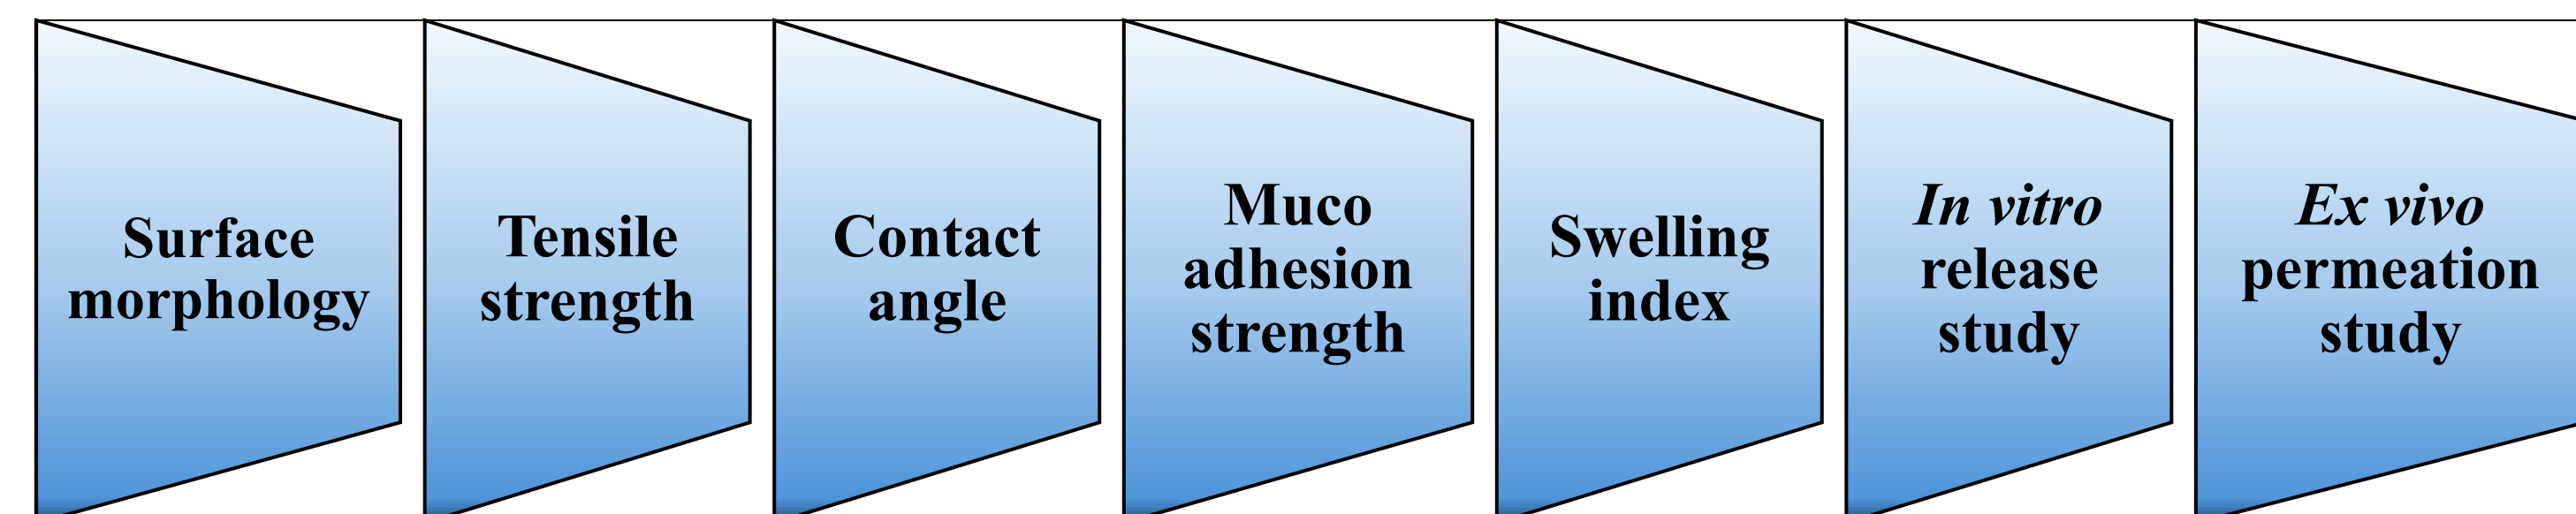 Surface
morphology
Tensile
strength
Contact
angle
Muco
adhesion
strength
Swelling
index
In vitro
release
study
Ex vivo
permeation
study